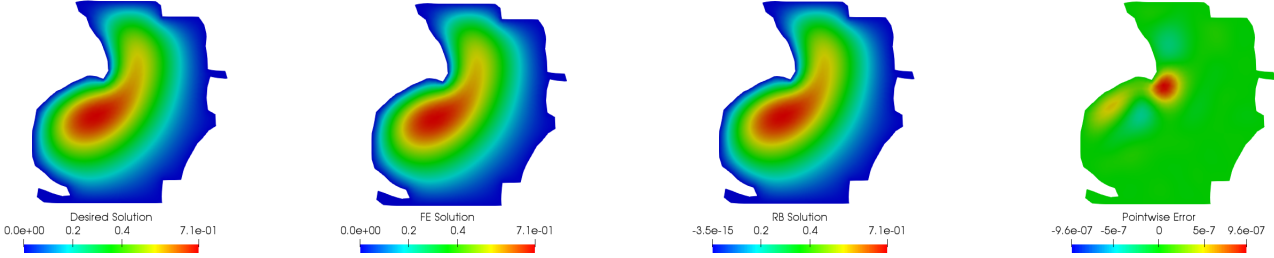 Desired Solution
0.0e+00 0.2 0.4 7.1e-01
FE Solution
0.0e+00 0.2 0.4 7.1e-01
RB Solution
-3.5e-15 0.2 0.4 7.1e-01
Pointwise Error
-9.6e-07 -5e-7 0 5e-7 9.6e-07